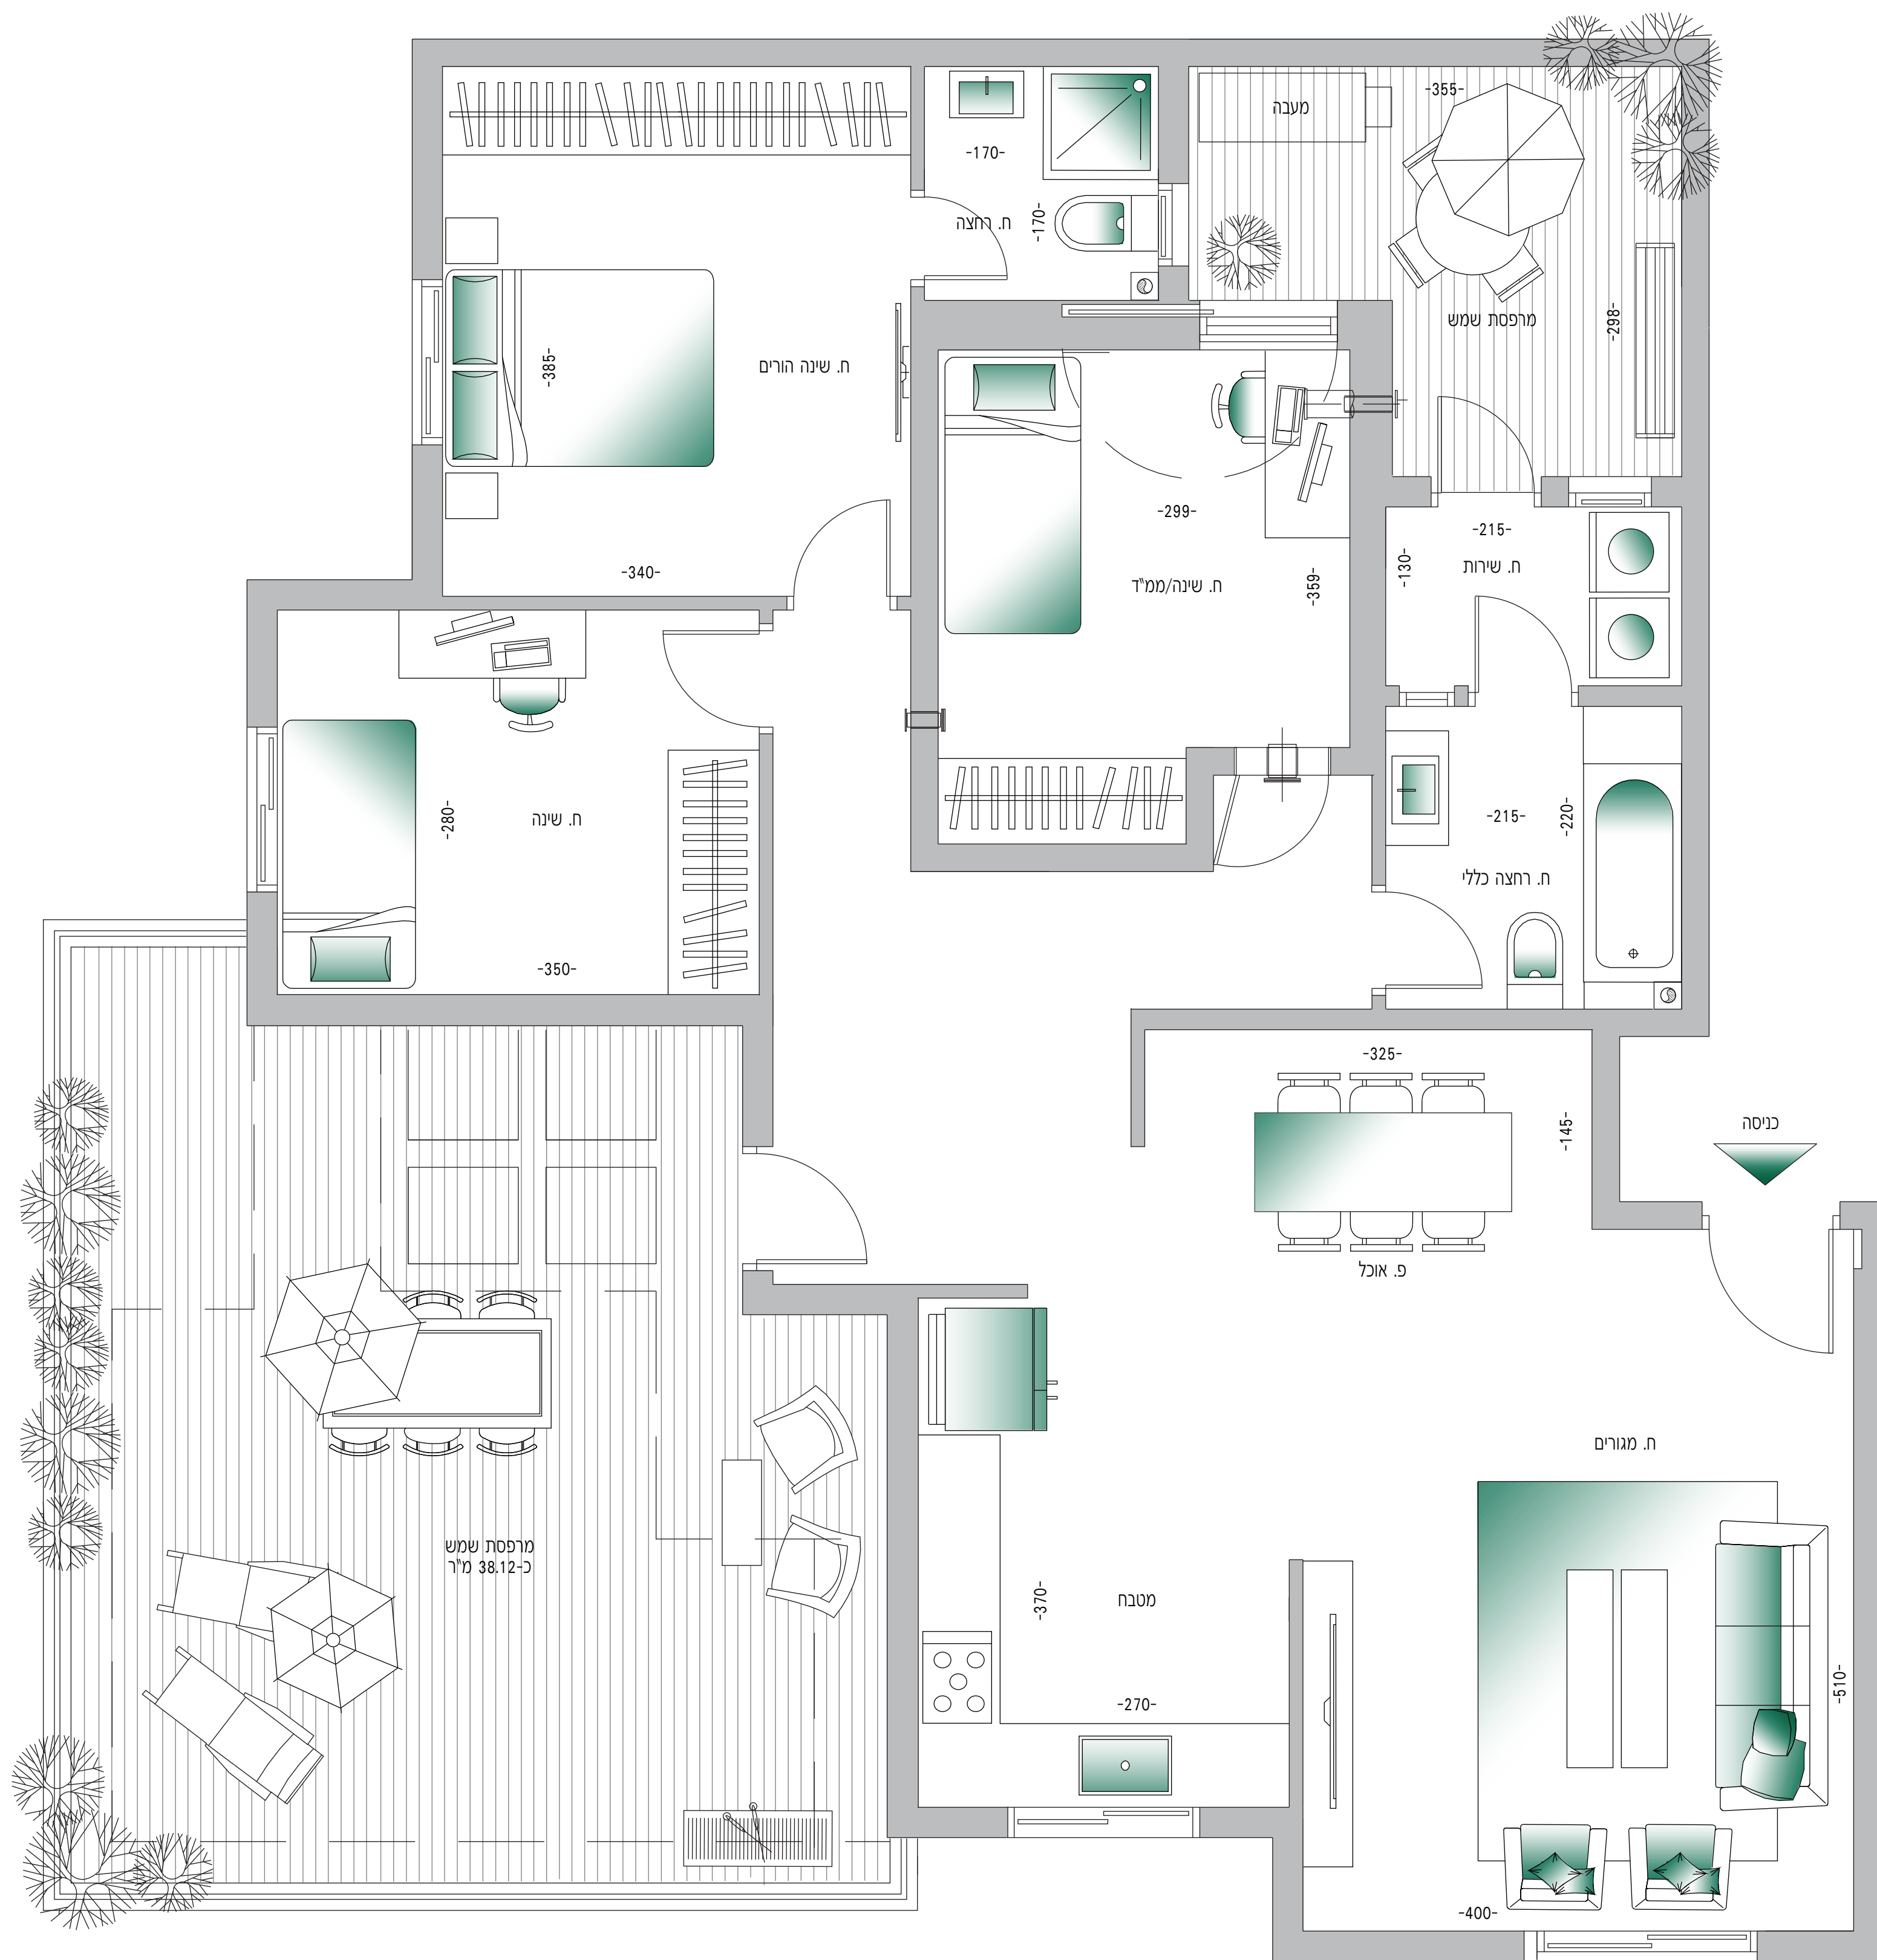 -355-
מעבה
-170-
-170-
ח. רחצה
מרפסת שמש
-298-
ח. שינה הורים
-385-
-340-
-299-
ח. שינה/ממ"ד
-359-
-215-
ח. שירות
-130-
ח. שינה
-280-
-350-
-215-
-220-
ח. רחצה כללי
-325-
-145-
פ. אוכל
כניסה
ח. מגורים
מרפסת שמש
כ-38.12 מ"ר
מטבח
-370-
-270-
-510-
-400-